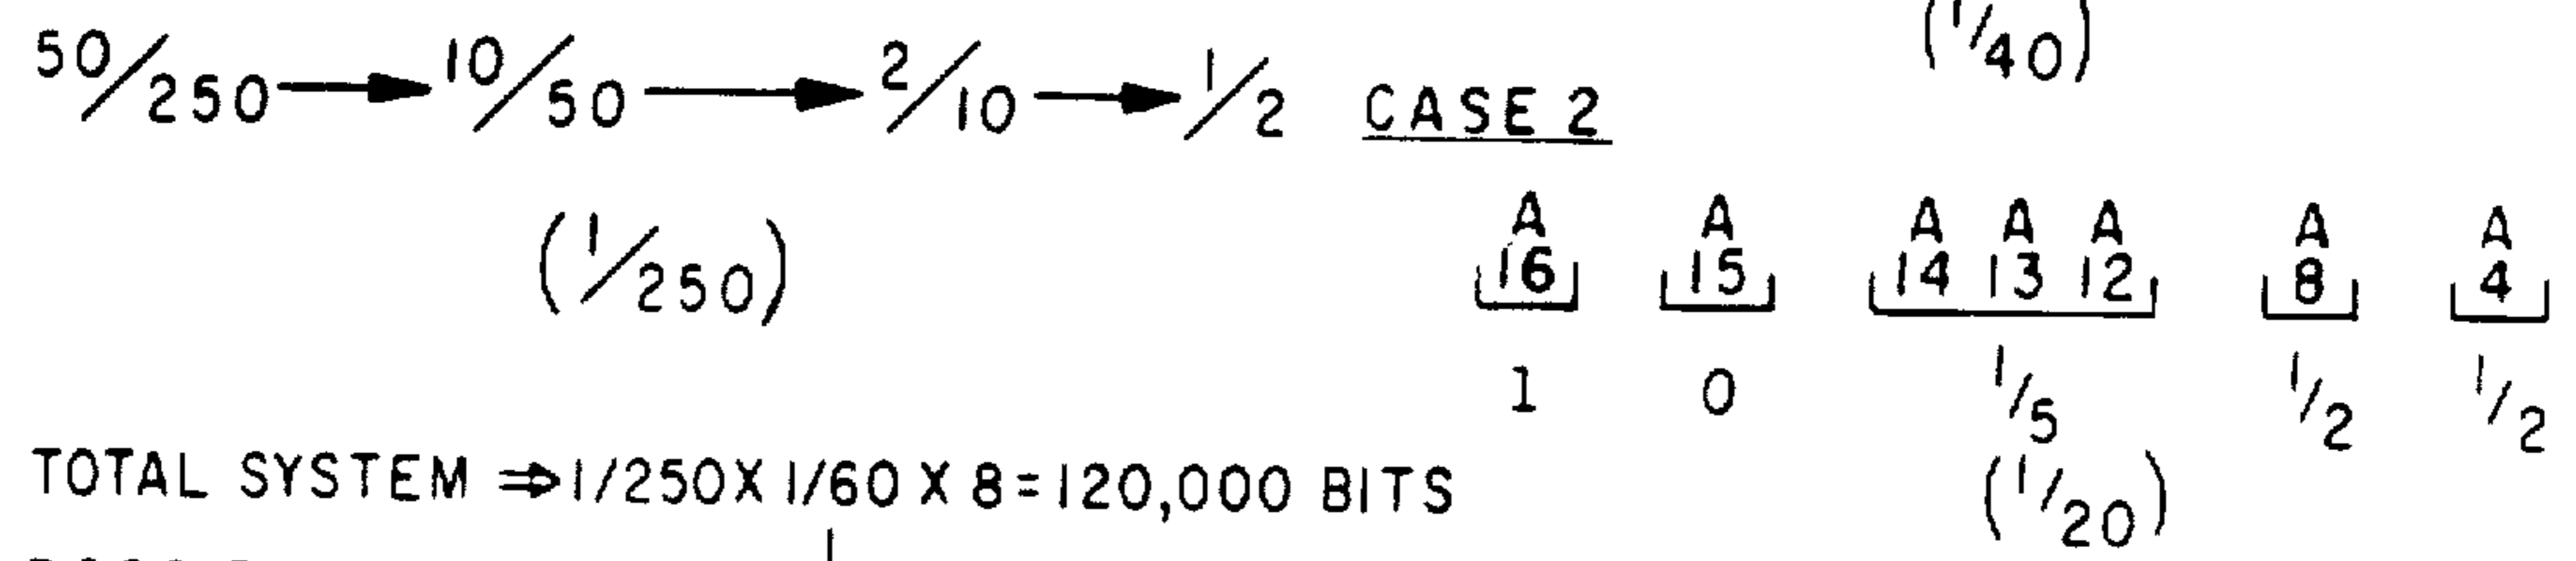 (1/40)
50/250 → 10/50 → 2/10 → 1/2 CASE 2
(1/250)
A A A A A A A
16 15 14 13 12 8 4
1 0 1/5 1/2 1/2
TOTAL SYSTEM ⇒ 1/250 X 1/60 X 8 = 120,000 BITS
(1/20)